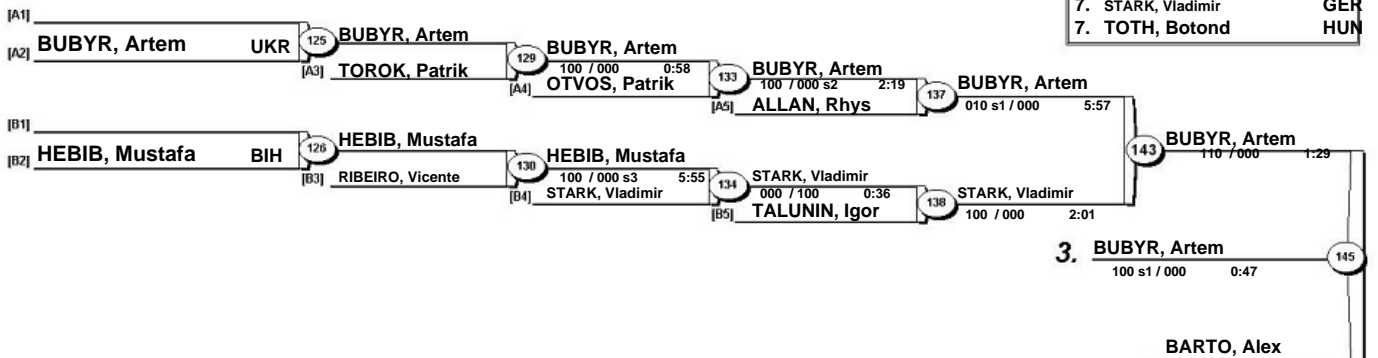 7. STARK, Vladimir GER
7. TOTH, Botond HUN
[A1]
[A2] BUBYR, Artem UKR
125
BUBYR, Artem
[A3] TOROK, Patrik
129
BUBYR, Artem
100 / 000 0:58
[A4] OTVOS, Patrik
133
BUBYR, Artem
100 / 000 s2 2:19
[A5] ALLAN, Rhys
137
BUBYR, Artem
010 s1 / 000 5:57
[B1]
[B2] HEBIB, Mustafa BIH
126
HEBIB, Mustafa
[B3] RIBEIRO, Vicente
130
HEBIB, Mustafa
100 / 000 s3 5:55
[B4] STARK, Vladimir
134
STARK, Vladimir
000 / 100 0:36
[B5] TALUNIN, Igor
138
STARK, Vladimir
100 / 000 2:01
143
BUBYR, Artem
110 / 000 1:29
3. BUBYR, Artem
100 s1 / 000 0:47
145
BARTO, Alex